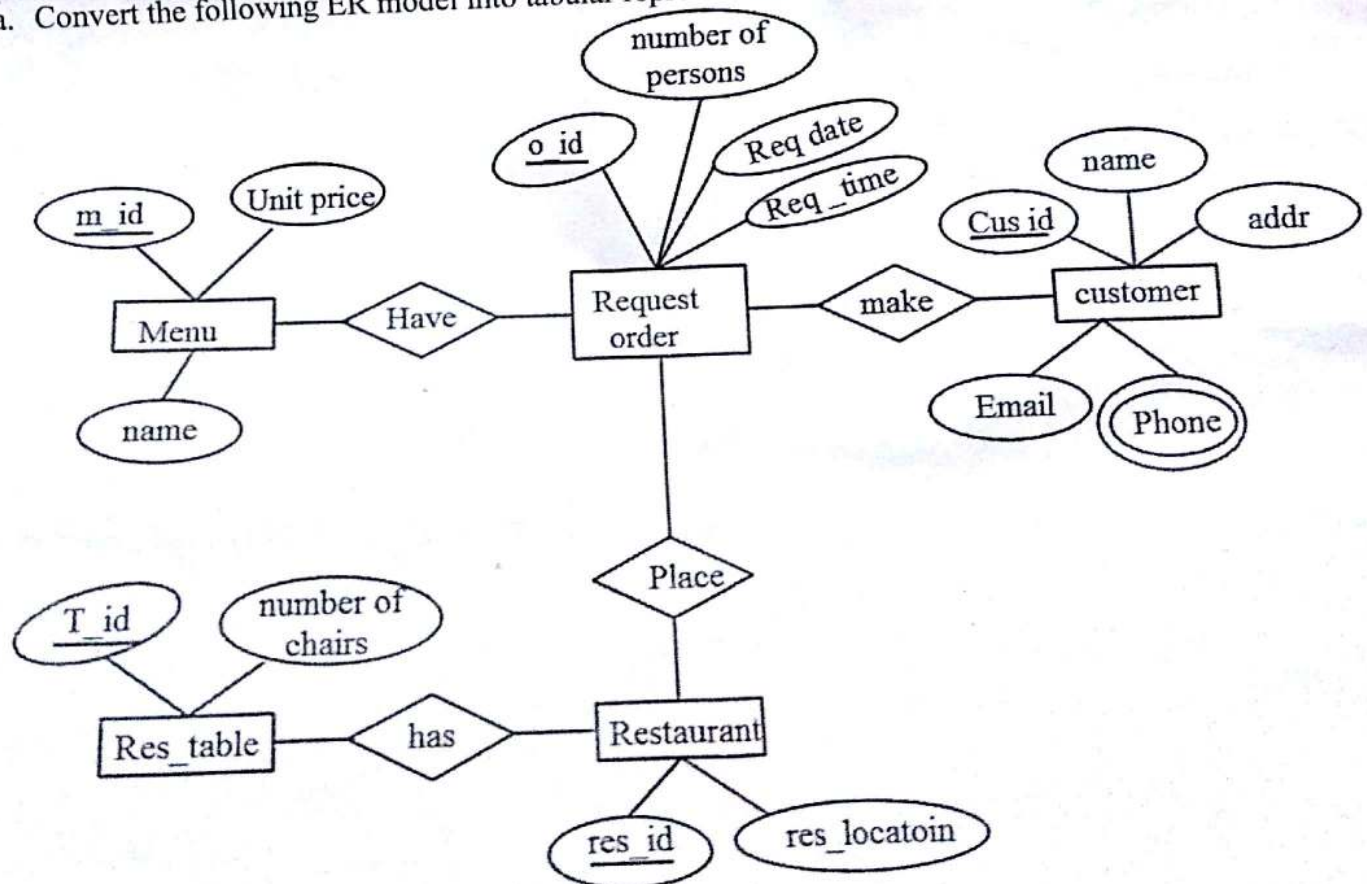 a. Convert the following ER model into tabular
number of
persons
o_id
Req date
Req_time
name
m_id
Unit price
Cus id
addr
Menu
Have
Request
order
make
customer
name
Email
Phone
Place
T_id
number of
chairs
Res_table
has
Restaurant
res_id
res_locatoin